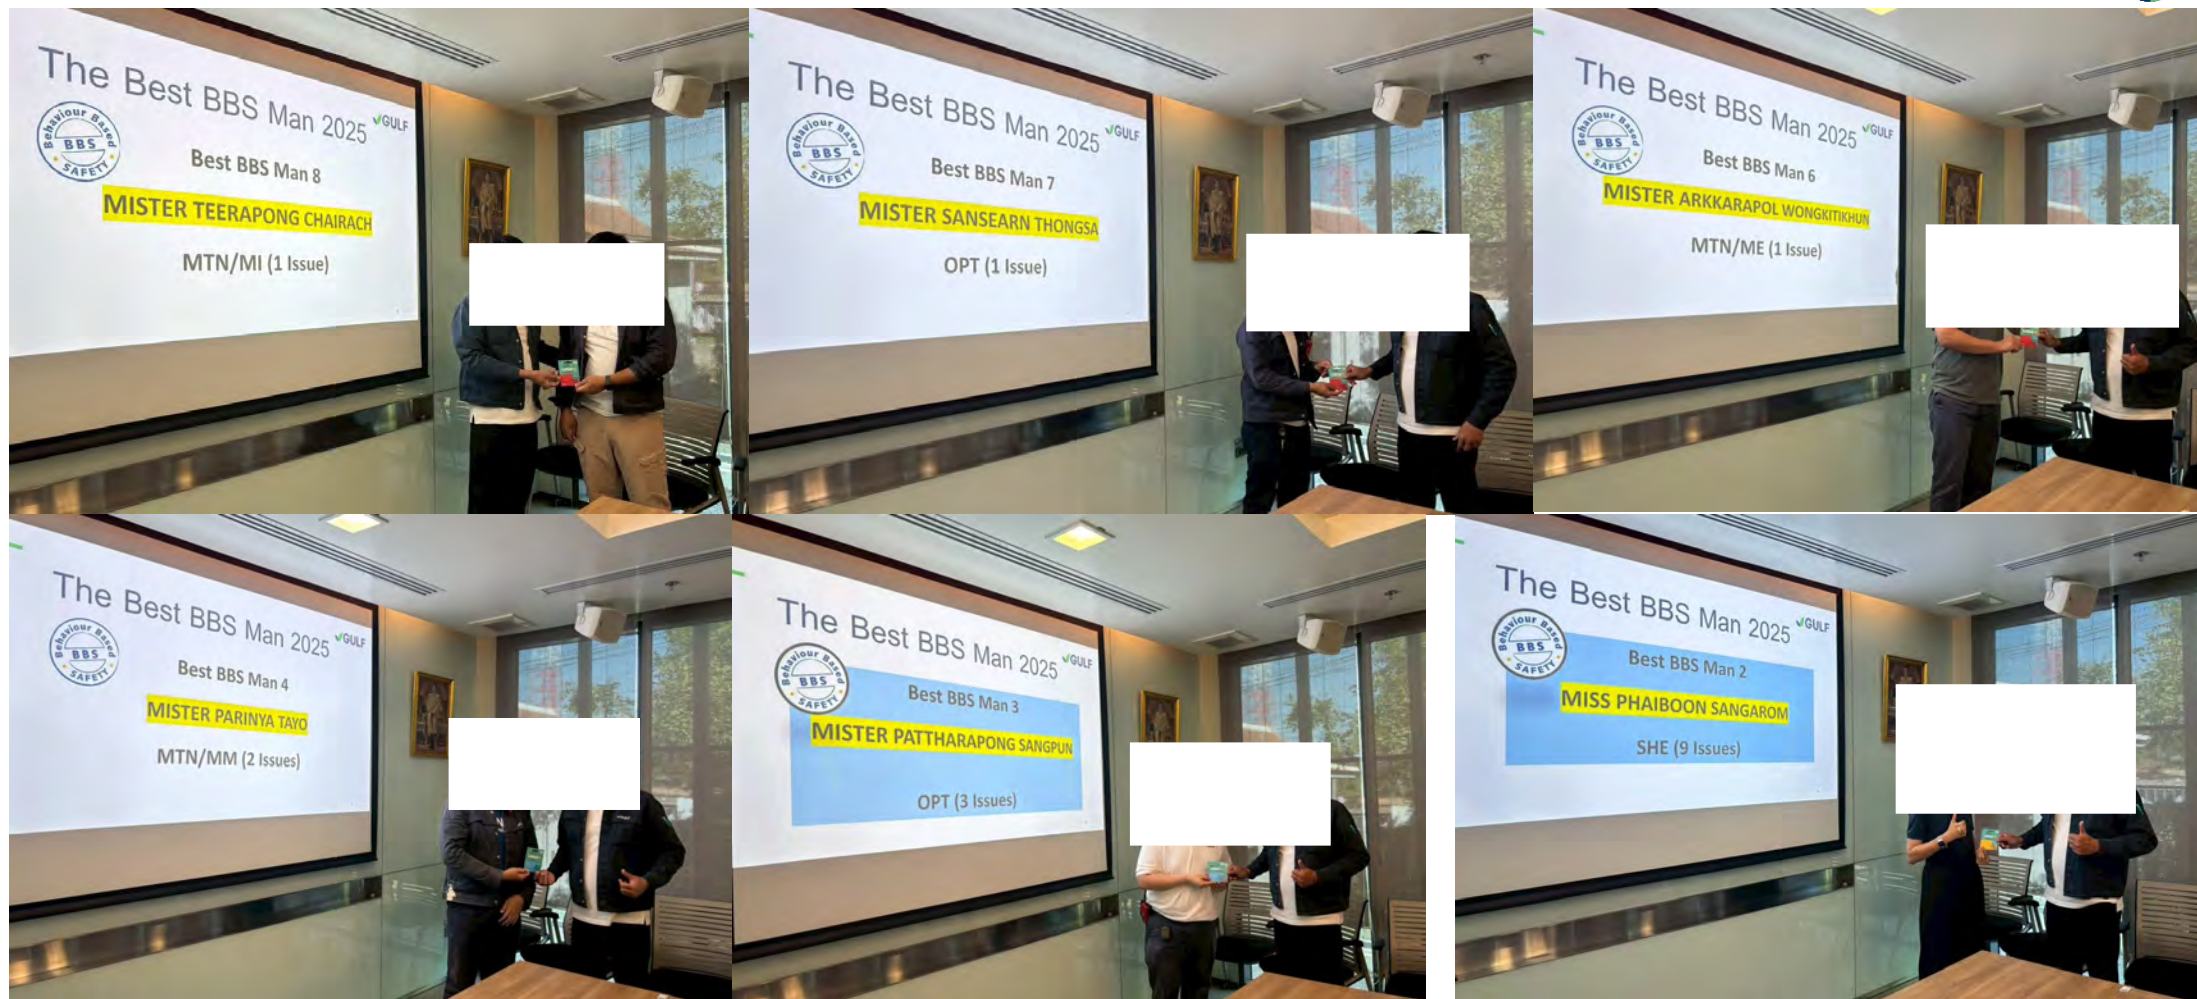 The Best BBS Man 2025
GULF
Behaviour Based
BBS
SAFETY
Best BBS Man 8
MISTER TEERAPONG CHAIRACH
MTN/MI (1 Issue)
The Best BBS Man 2025
GULF
Behaviour Based
BBS
SAFETY
Best BBS Man 7
MISTER SANSEARN THONGSA
OPT (1 Issue)
The Best BBS Man 2025
GULF
Behaviour Based
BBS
SAFETY
Best BBS Man 6
MISTER ARKKARAPOL WONGKITIKHUN
MTN/ME (1 Issue)
The Best BBS Man 2025
GULF
Behaviour Based
BBS
SAFETY
Best BBS Man 4
MISTER PARINYA TAYO
MTN/MM (2 Issues)
The Best BBS Man 2025
GULF
Behaviour Based
BBS
SAFETY
Best BBS Man 3
MISTER PATTHARAPONG SANGPUN
OPT (3 Issues)
The Best BBS Man 2025
GULF
Behaviour Based
BBS
SAFETY
Best BBS Man 2
MISS PHAIBOON SANGAROM
SHE (9 Issues)